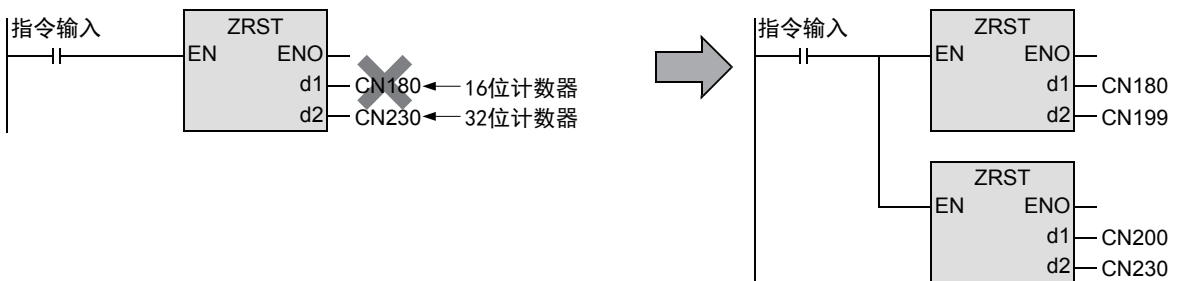 指令输入
ZRST
EN ENO
d1 CN180 16位计数器
d2 CN230 32位计数器
指令输入
ZRST
EN ENO
d1 CN180
d2 CN199
ZRST
EN ENO
d1 CN200
d2 CN230